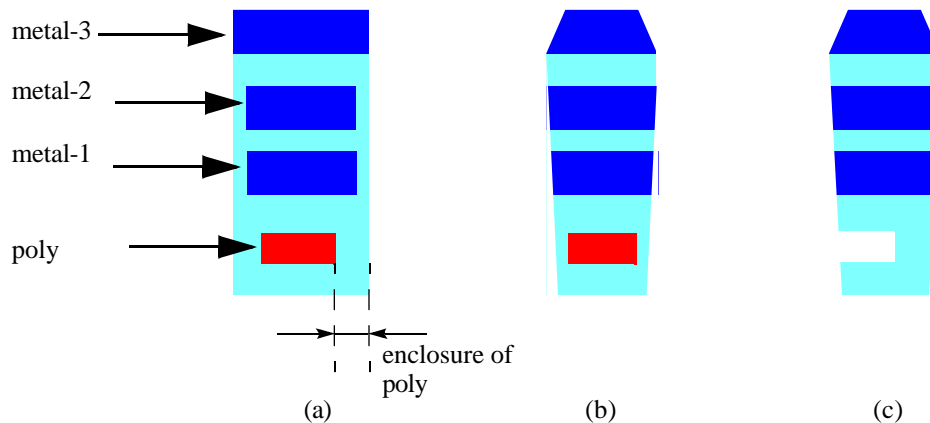 metal-3
metal-2
metal-1
poly
enclosure of
poly
(a)
(b)
(c)